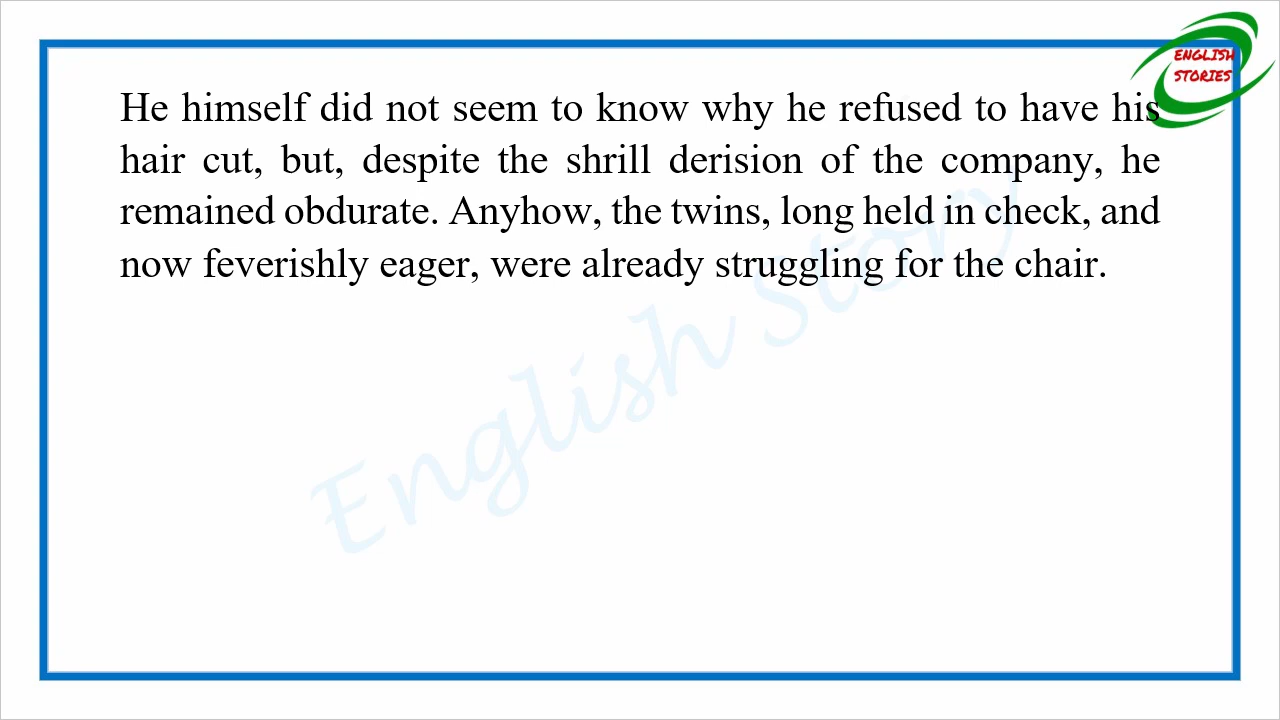 ENGLISH
STORIES
He himself did not seem to know why he refused to have his
hair cut, but, despite the shrill derision of the company, he
remained obdurate. Anyhow, the twins, long held in check, and
now feverishly eager, were already struggling for the chair.
English Story